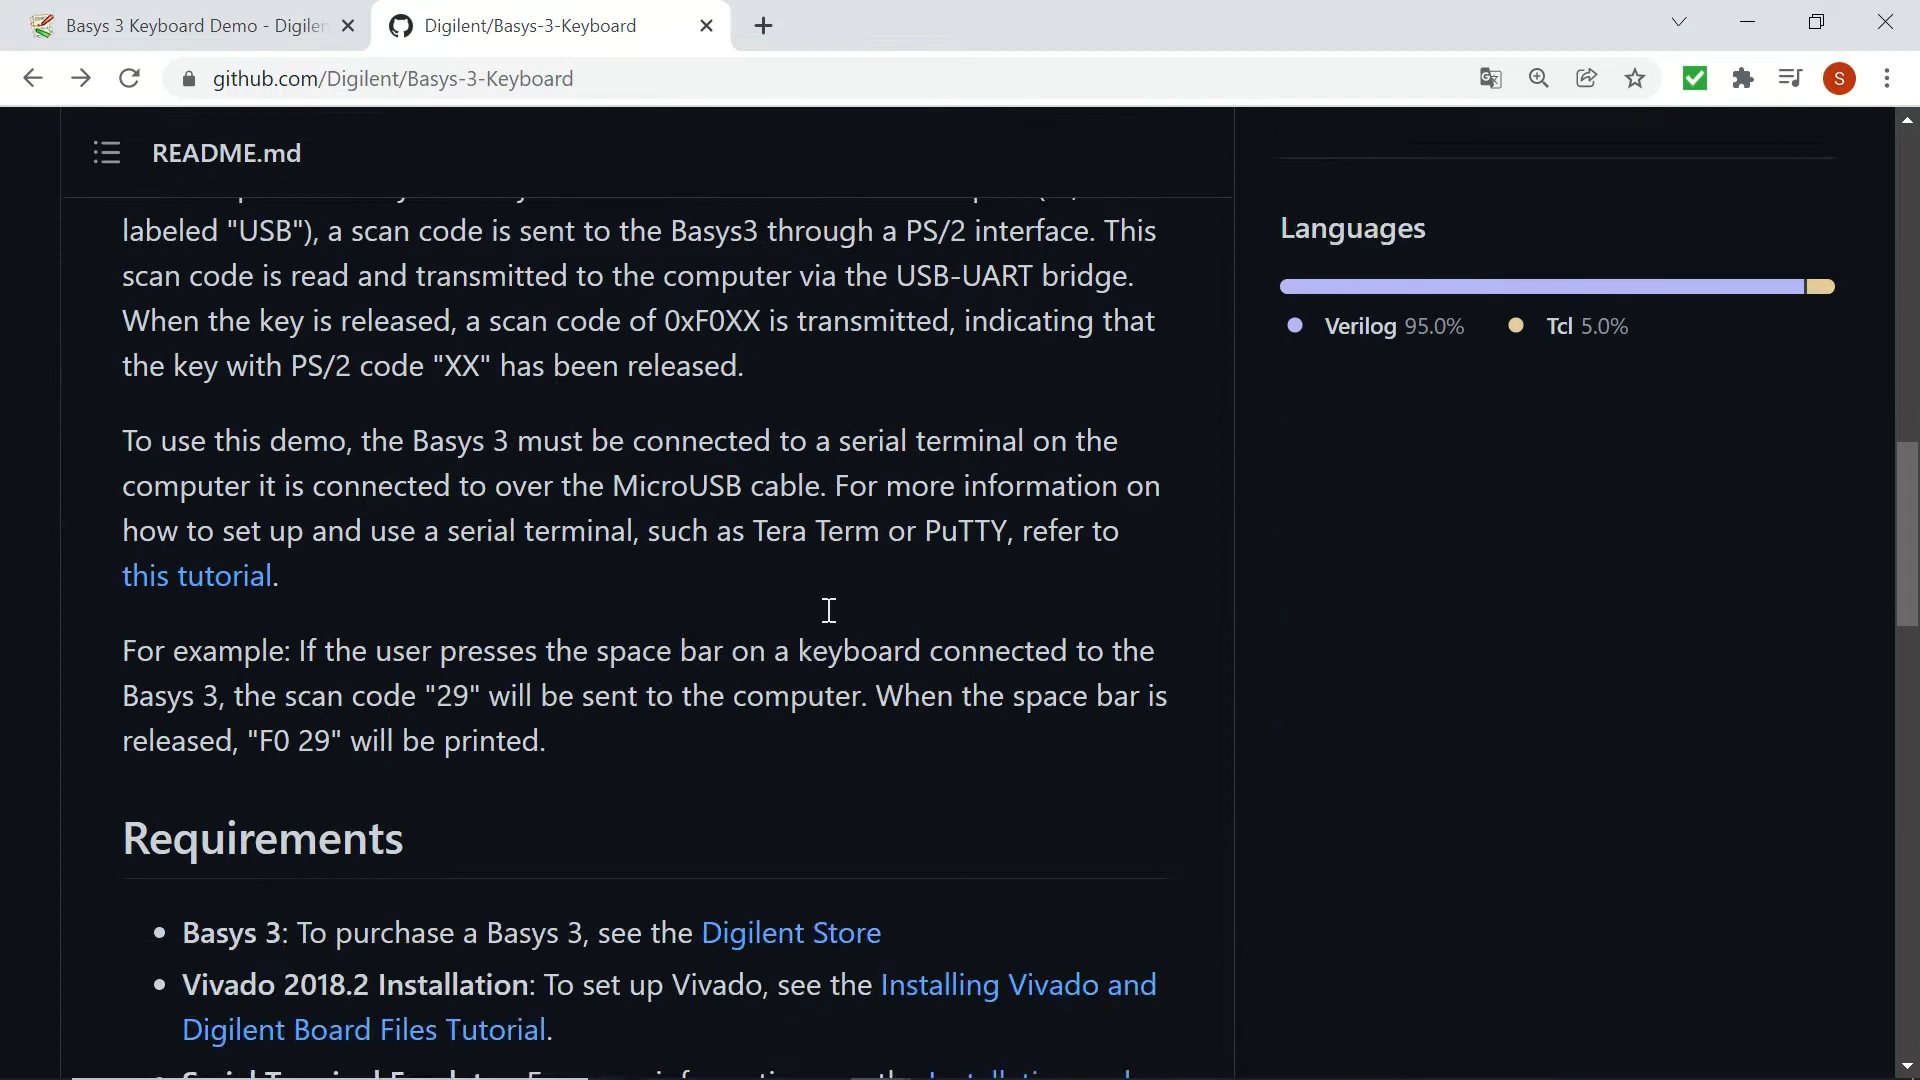 Basys 3 Keyboard Demo - Digilen
Digilent/Basys-3-Keyboard
github.com/Digilent/Basys-3-Keyboard
S
README.md
labeled "USB"), a scan code is sent to the Basys3 through a PS/2 interface. This
scan code is read and transmitted to the computer via the USB-UART bridge.
When the key is released, a scan code of 0xF0XX is transmitted, indicating that
the key with PS/2 code "XX" has been released.
To use this demo, the Basys 3 must be connected to a serial terminal on the
computer it is connected to over the MicroUSB cable. For more information on
how to set up and use a serial terminal, such as Tera Term or PuTTY, refer to
this tutorial.
For example: If the user presses the space bar on a keyboard connected to the
Basys 3, the scan code "29" will be sent to the computer. When the space bar is
released, "F0 29" will be printed.
Requirements
• Basys 3: To purchase a Basys 3, see the Digilent Store
• Vivado 2018.2 Installation: To set up Vivado, see the Installing Vivado and
Digilent Board Files Tutorial.
Languages
Verilog 95.0% Tcl 5.0%